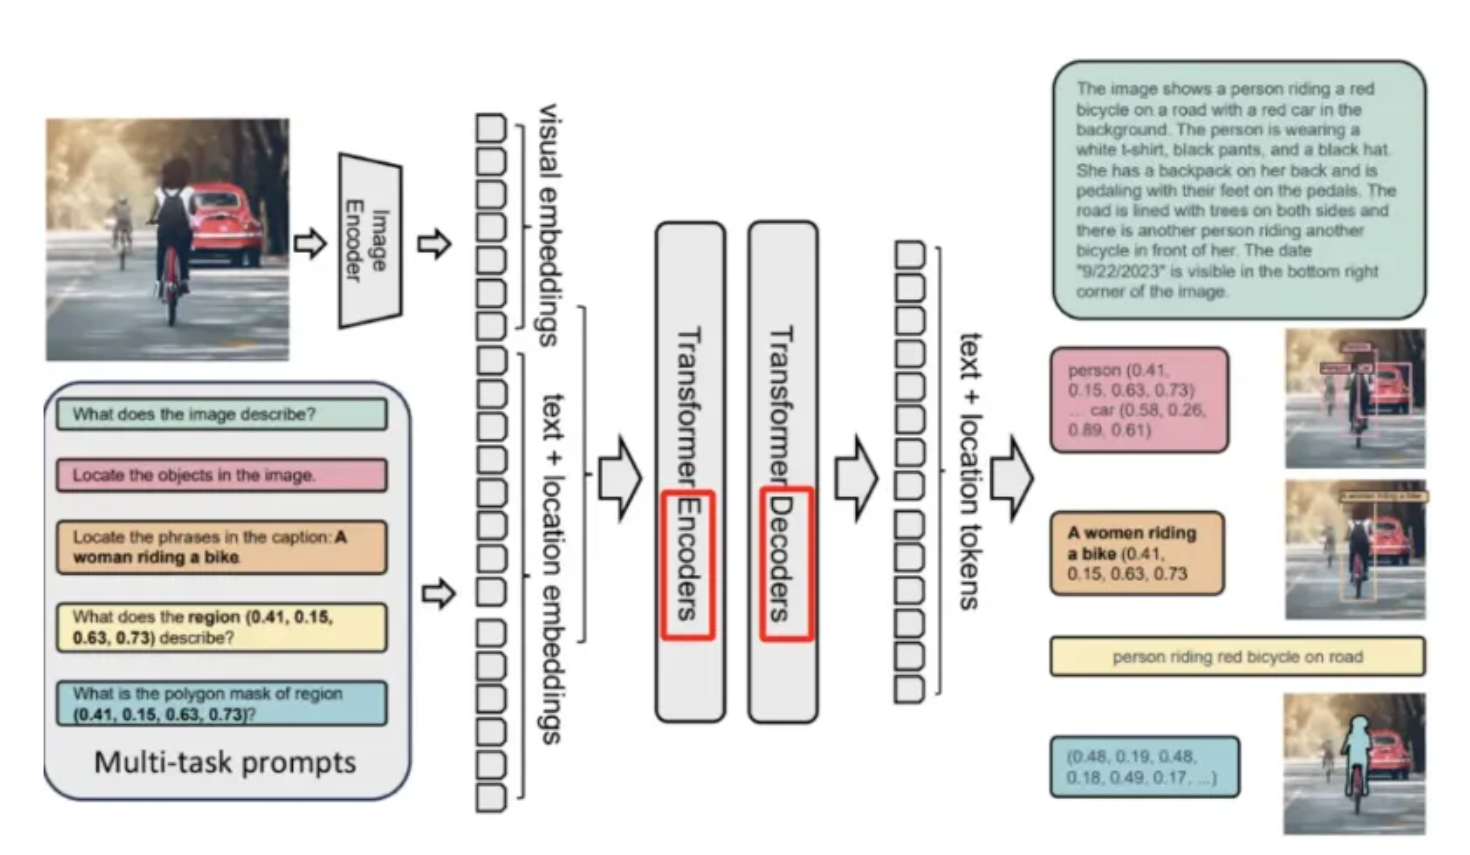 Image
Encoder
visual embeddings
What does the image describe?
Locate the objects in the image.
Locate the phrases in the caption: A
woman riding a bike
What does the region (0.41, 0.15,
0.63, 0.73) describe?
What is the polygon mask of region
(0.41, 0.15, 0.63, 0.73)?
Multi-task prompts
text + location embeddings
Transformer Encoders
Transformer Decoders
text + location tokens
The image shows a person riding a red
bicycle on a road with a red car in the
background. The person is wearing a
white t-shirt, black pants, and a black hat.
She has a backpack on her back and is
pedaling with their feet on the pedals. The
road is lined with trees on both sides and
there is another person riding another
bicycle in front of her. The date
"9/22/2023" is visible in the bottom right
corner of the image.
person (0.41,
0.15, 0.63, 0.73)
... car (0.58, 0.26,
0.89, 0.61)
A women riding
a bike (0.41,
0.15, 0.63, 0.73
A woman riding a bike
person riding red bicycle on road
(0.48, 0.19, 0.48,
0.18, 0.49, 0.17, ...)